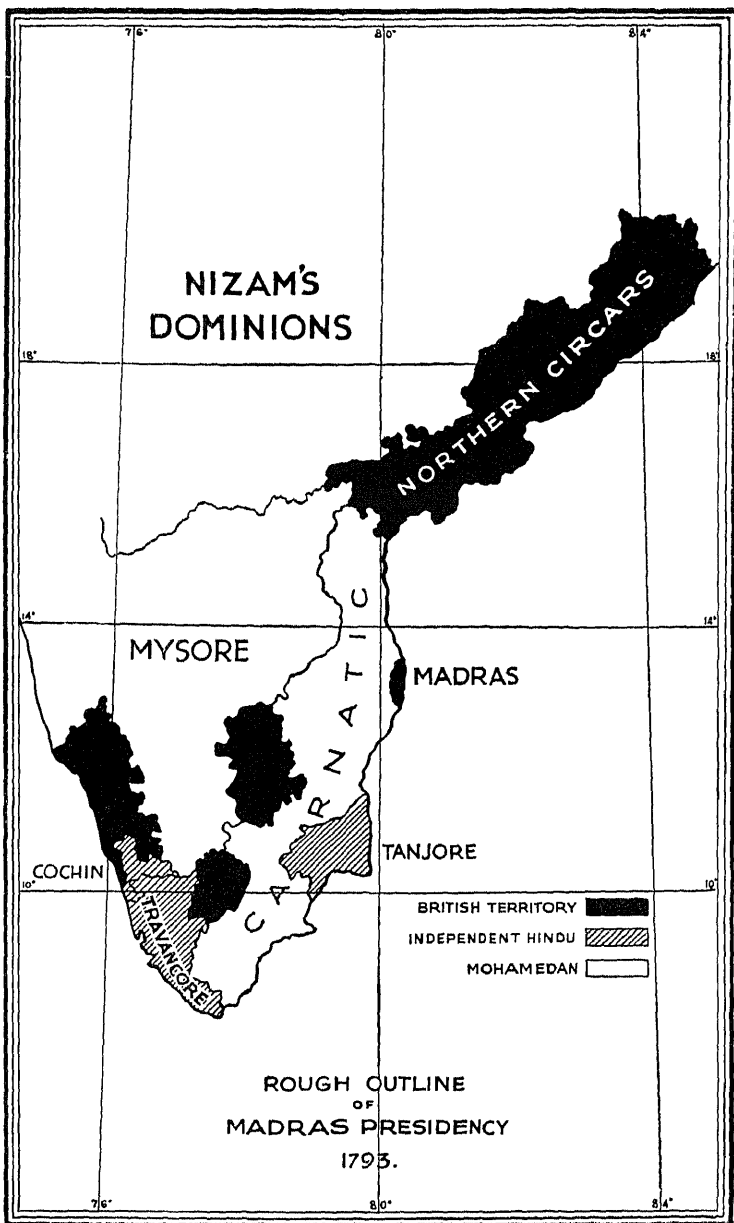 76°
80°
84°
NIZAM'S
DOMINIONS
NORTHERN CIRCARS
18°
18°
14°
14°
CARNATIC
MYSORE
MADRAS
TANJORE
COCHIN
TRAVANCORE
10°
10°
BRITISH TERRITORY
INDEPENDENT HINDU
MOHAMEDAN
ROUGH OUTLINE
OF
MADRAS PRESIDENCY
1793.
76°
80°
84°